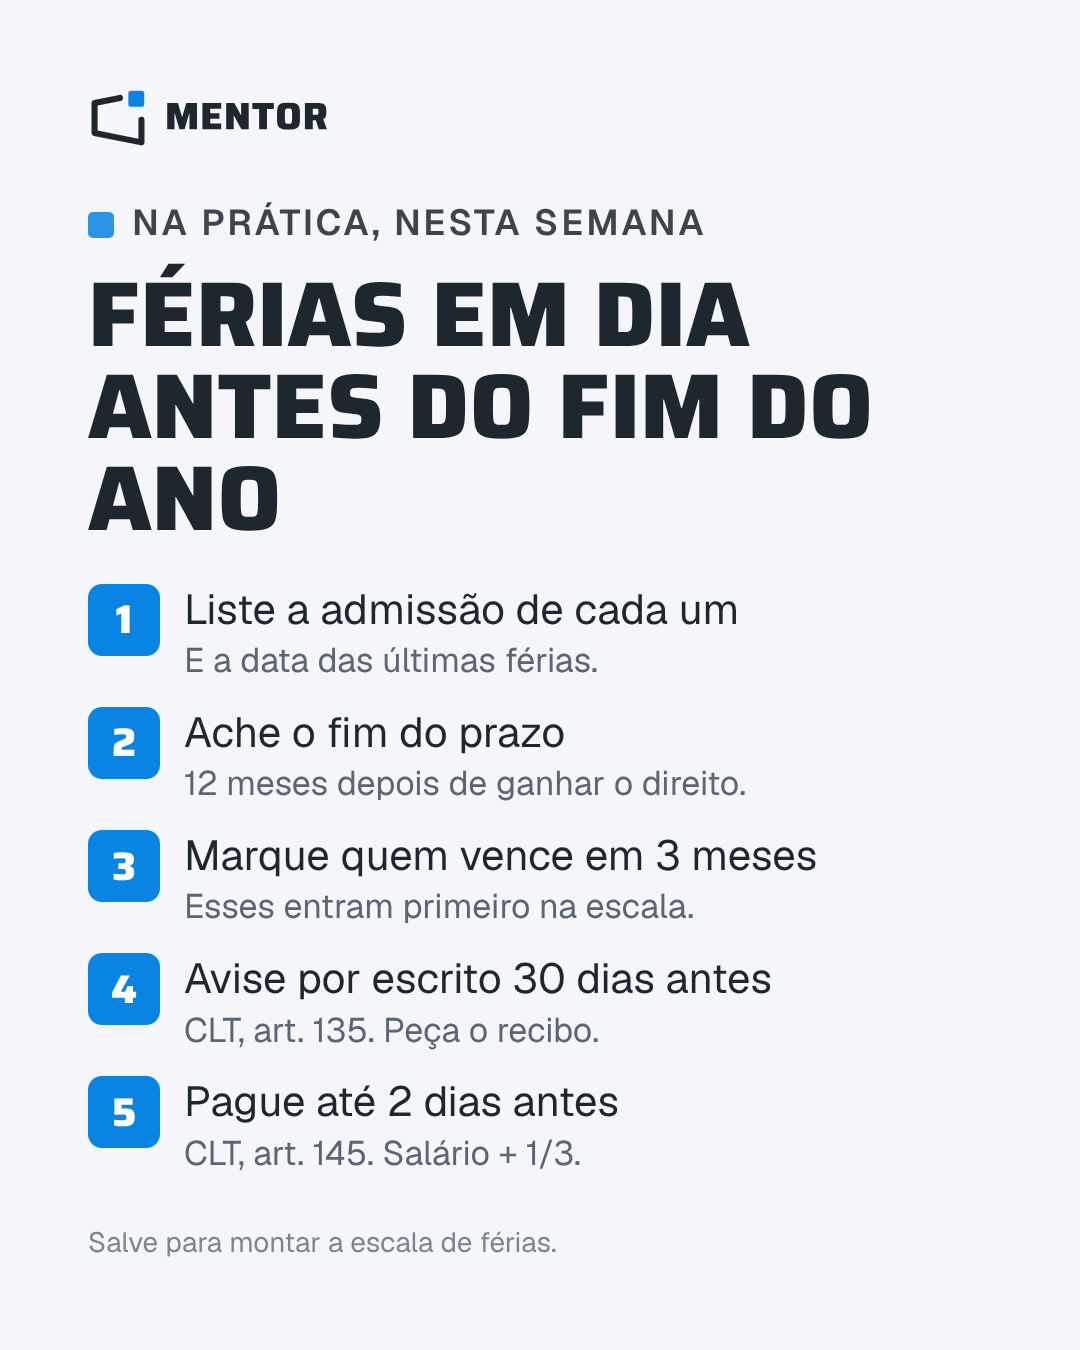 MENTOR
NA PRÁTICA, NESTA SEMANA
FÉRIAS EM DIA
ANTES DO FIM DO
ANO
1 Liste a admissão de cada um
E a data das últimas férias.
2 Ache o fim do prazo
12 meses depois de ganhar o direito.
3 Marque quem vence em 3 meses
Esses entram primeiro na escala.
4 Avise por escrito 30 dias antes
CLT, art. 135. Peça o recibo.
5 Pague até 2 dias antes
CLT, art. 145. Salário + 1/3.
Salve para montar a escala de férias.